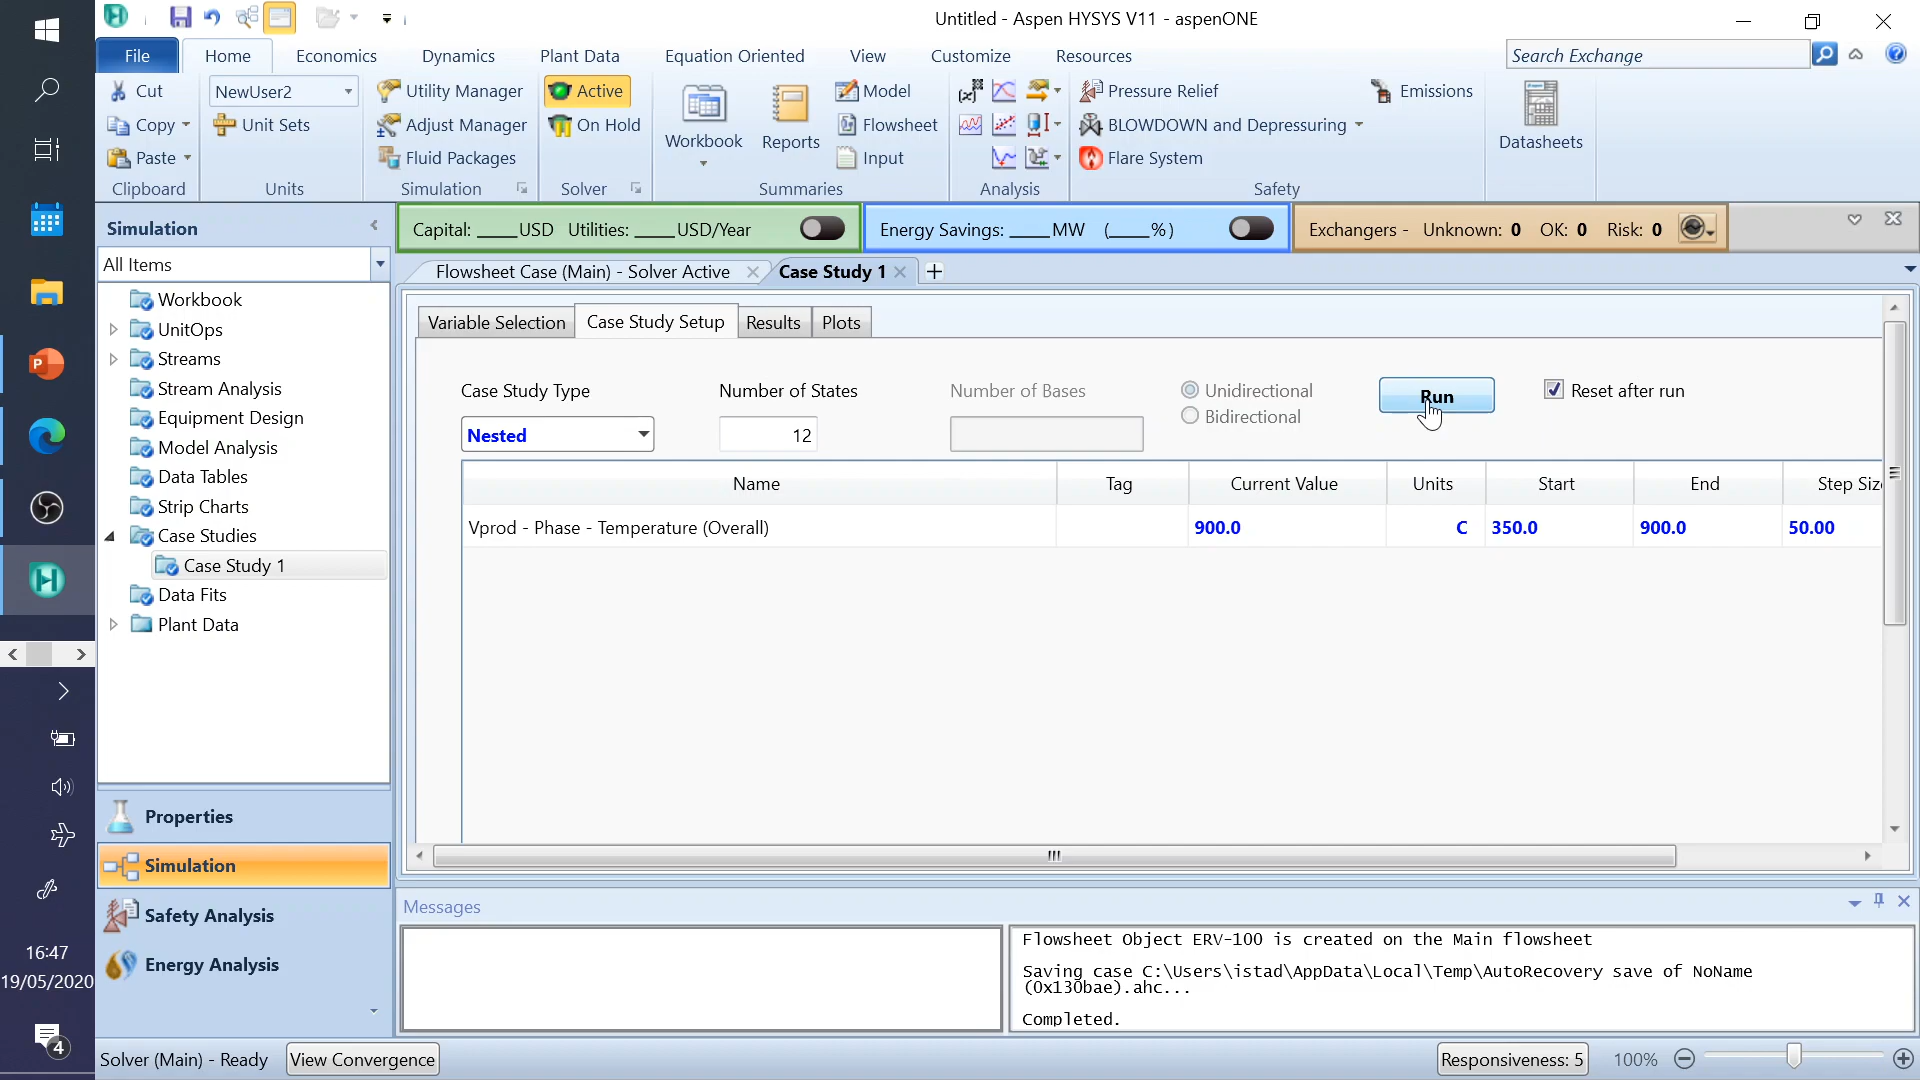 Untitled - Aspen HYSYS V11 - aspenONE
File
Home
Economics
Dynamics
Plant Data
Equation Oriented
View
Customize
Resources
Search Exchange
Cut
Copy
Paste
Clipboard
NewUser2
Unit Sets
Units
Utility Manager
Adjust Manager
Fluid Packages
Simulation
Active
On Hold
Solver
Workbook
Reports
Model
Flowsheet
Input
Summaries
Analysis
Pressure Relief
BLOWDOWN and Depressuring
Flare System
Emissions
Safety
Datasheets
Simulation
All Items
Workbook
UnitOps
Streams
Stream Analysis
Equipment Design
Model Analysis
Data Tables
Strip Charts
Case Studies
Case Study 1
Data Fits
Plant Data
Properties
Simulation
Safety Analysis
Energy Analysis
Capital: ____USD Utilities: ____USD/Year
Energy Savings: ____MW (____%)
Exchangers - Unknown: 0 OK: 0 Risk: 0
Flowsheet Case (Main) - Solver Active
Case Study 1
Variable Selection
Case Study Setup
Results
Plots
Case Study Type
Number of States
Number of Bases
Unidirectional
Bidirectional
Run
Reset after run
Nested
12
Name Tag Current Value Units Start End Step Siz
Vprod - Phase - Temperature (Overall) 900.0 C 350.0 900.0 50.00
Messages
Flowsheet Object ERV-100 is created on the Main flowsheet
Saving case C:\Users\istad\AppData\Local\Temp\AutoRecovery save of NoName
(0x130bae).ahc...
Completed.
Solver (Main) - Ready
View Convergence
Responsiveness: 5
100%
16:47
19/05/2020
4